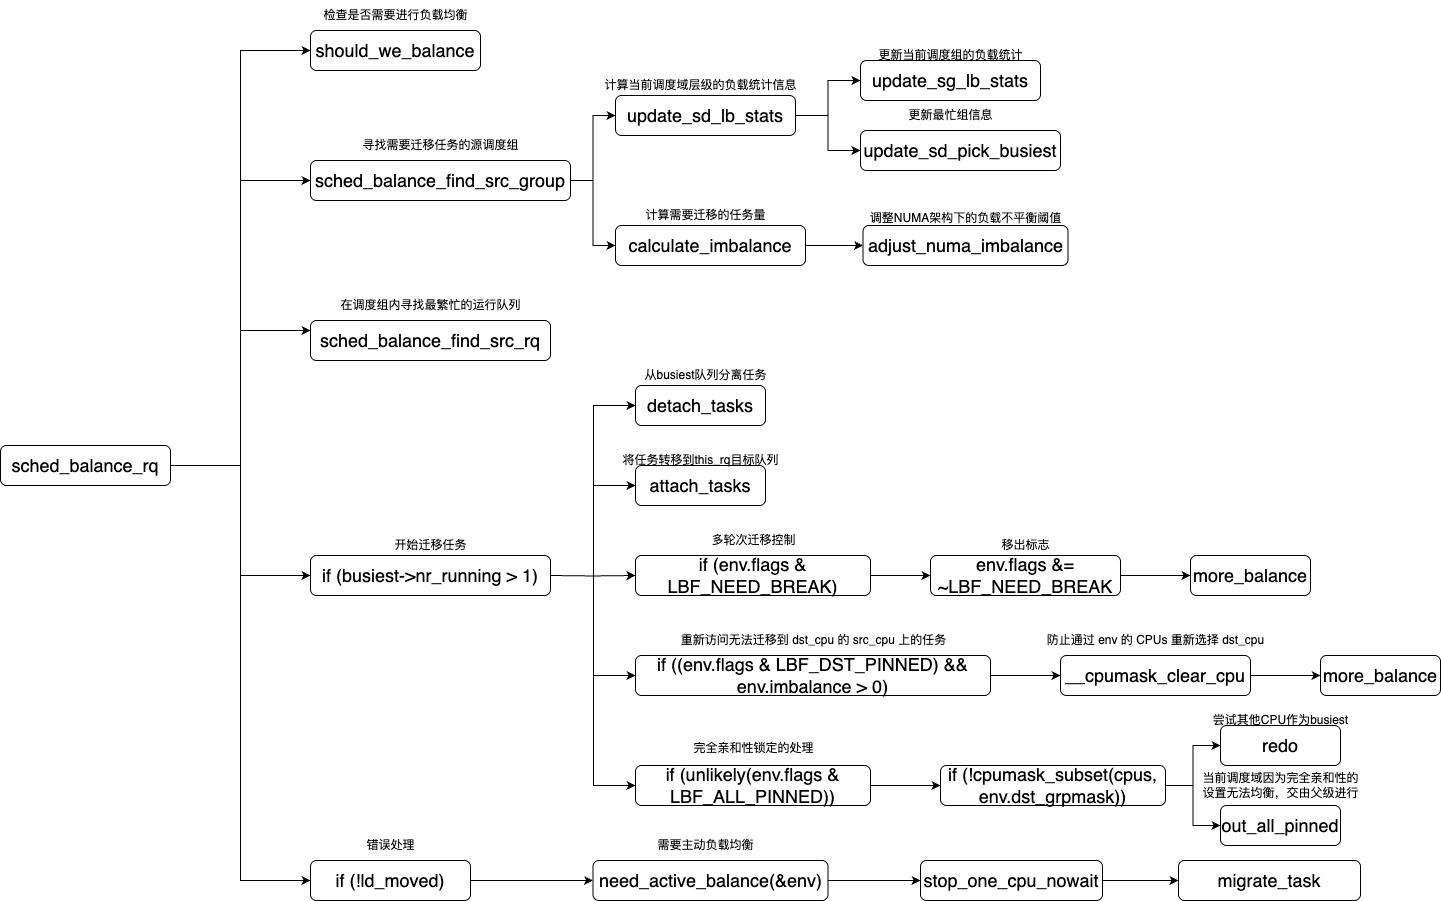 检查是否需要进行负载均衡
should_we_balance
更新当前调度组的负载统计
update_sg_lb_stats
计算当前调度域层级的负载统计信息
update_sd_lb_stats
更新最忙组信息
update_sd_pick_busiest
寻找需要迁移任务的源调度组
sched_balance_find_src_group
计算需要迁移的任务量
calculate_imbalance
调整NUMA架构下的负载不平衡阈值
adjust_numa_imbalance
在调度组内寻找最繁忙的运行队列
sched_balance_find_src_rq
从busiest队列分离任务
detach_tasks
sched_balance_rq
将任务转移到this_rq目标队列
attach_tasks
开始迁移任务
if (busiest->nr_running > 1)
多轮次迁移控制
if (env.flags &
LBF_NEED_BREAK)
移出标志
env.flags &=
~LBF_NEED_BREAK
more_balance
重新访问无法迁移到 dst_cpu 的 src_cpu 上的任务
if ((env.flags & LBF_DST_PINNED) &&
env.imbalance > 0)
防止通过 env 的 CPUs 重新选择 dst_cpu
__cpumask_clear_cpu
more_balance
完全亲和性锁定的处理
if (unlikely(env.flags &
LBF_ALL_PINNED))
if (!cpumask_subset(cpus,
env.dst_grpmask))
尝试其他CPU作为busiest
redo
当前调度域因为完全亲和性的
设置无法均衡，交由父级进行
out_all_pinned
错误处理
if (!ld_moved)
需要主动负载均衡
need_active_balance(&env)
stop_one_cpu_nowait
migrate_task